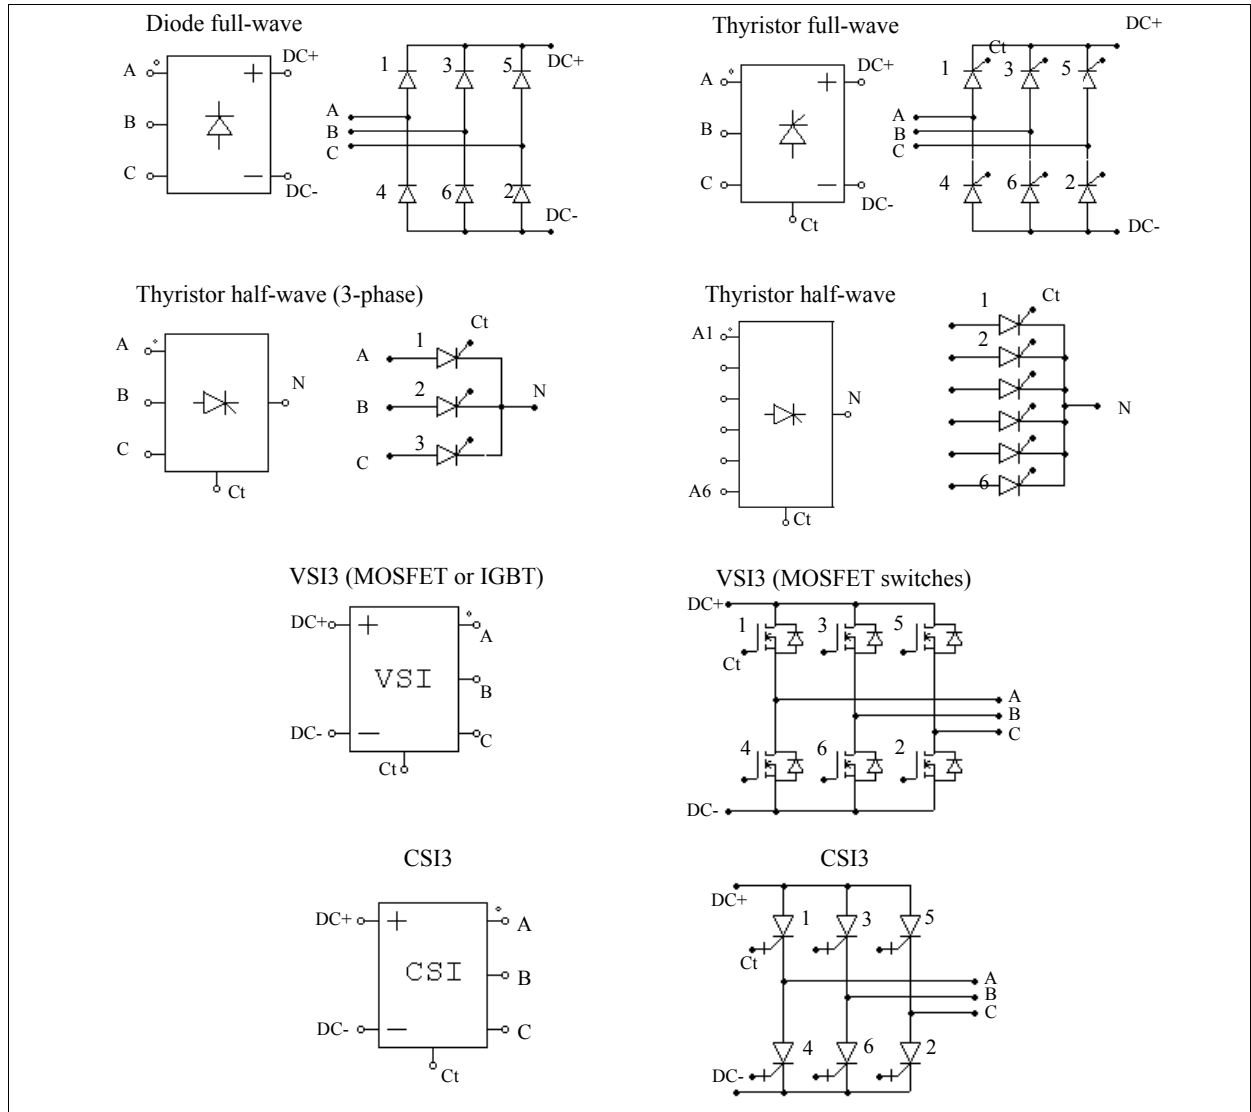 Diode full-wave
A
B
C
DC+
DC-
1
3
5
DC+
A
B
C
4
6
2
DC-
Thyristor full-wave
A
B
C
DC+
DC-
Ct
DC+
Ct
1
3
5
A
B
C
4
6
2
DC-
Thyristor half-wave (3-phase)
A
B
C
N
Ct
Ct
1
A
2
B
N
3
C
Thyristor half-wave
A1
N
A6
Ct
1
Ct
2
N
6
VSI3 (MOSFET or IGBT)
DC+
A
VSI
B
DC-
C
Ct
VSI3 (MOSFET switches)
DC+
1
3
5
Ct
A
B
C
4
6
2
DC-
CSI3
DC+
A
CSI
B
DC-
C
Ct
CSI3
DC+
1
3
5
Ct
A
B
C
4
6
2
DC-